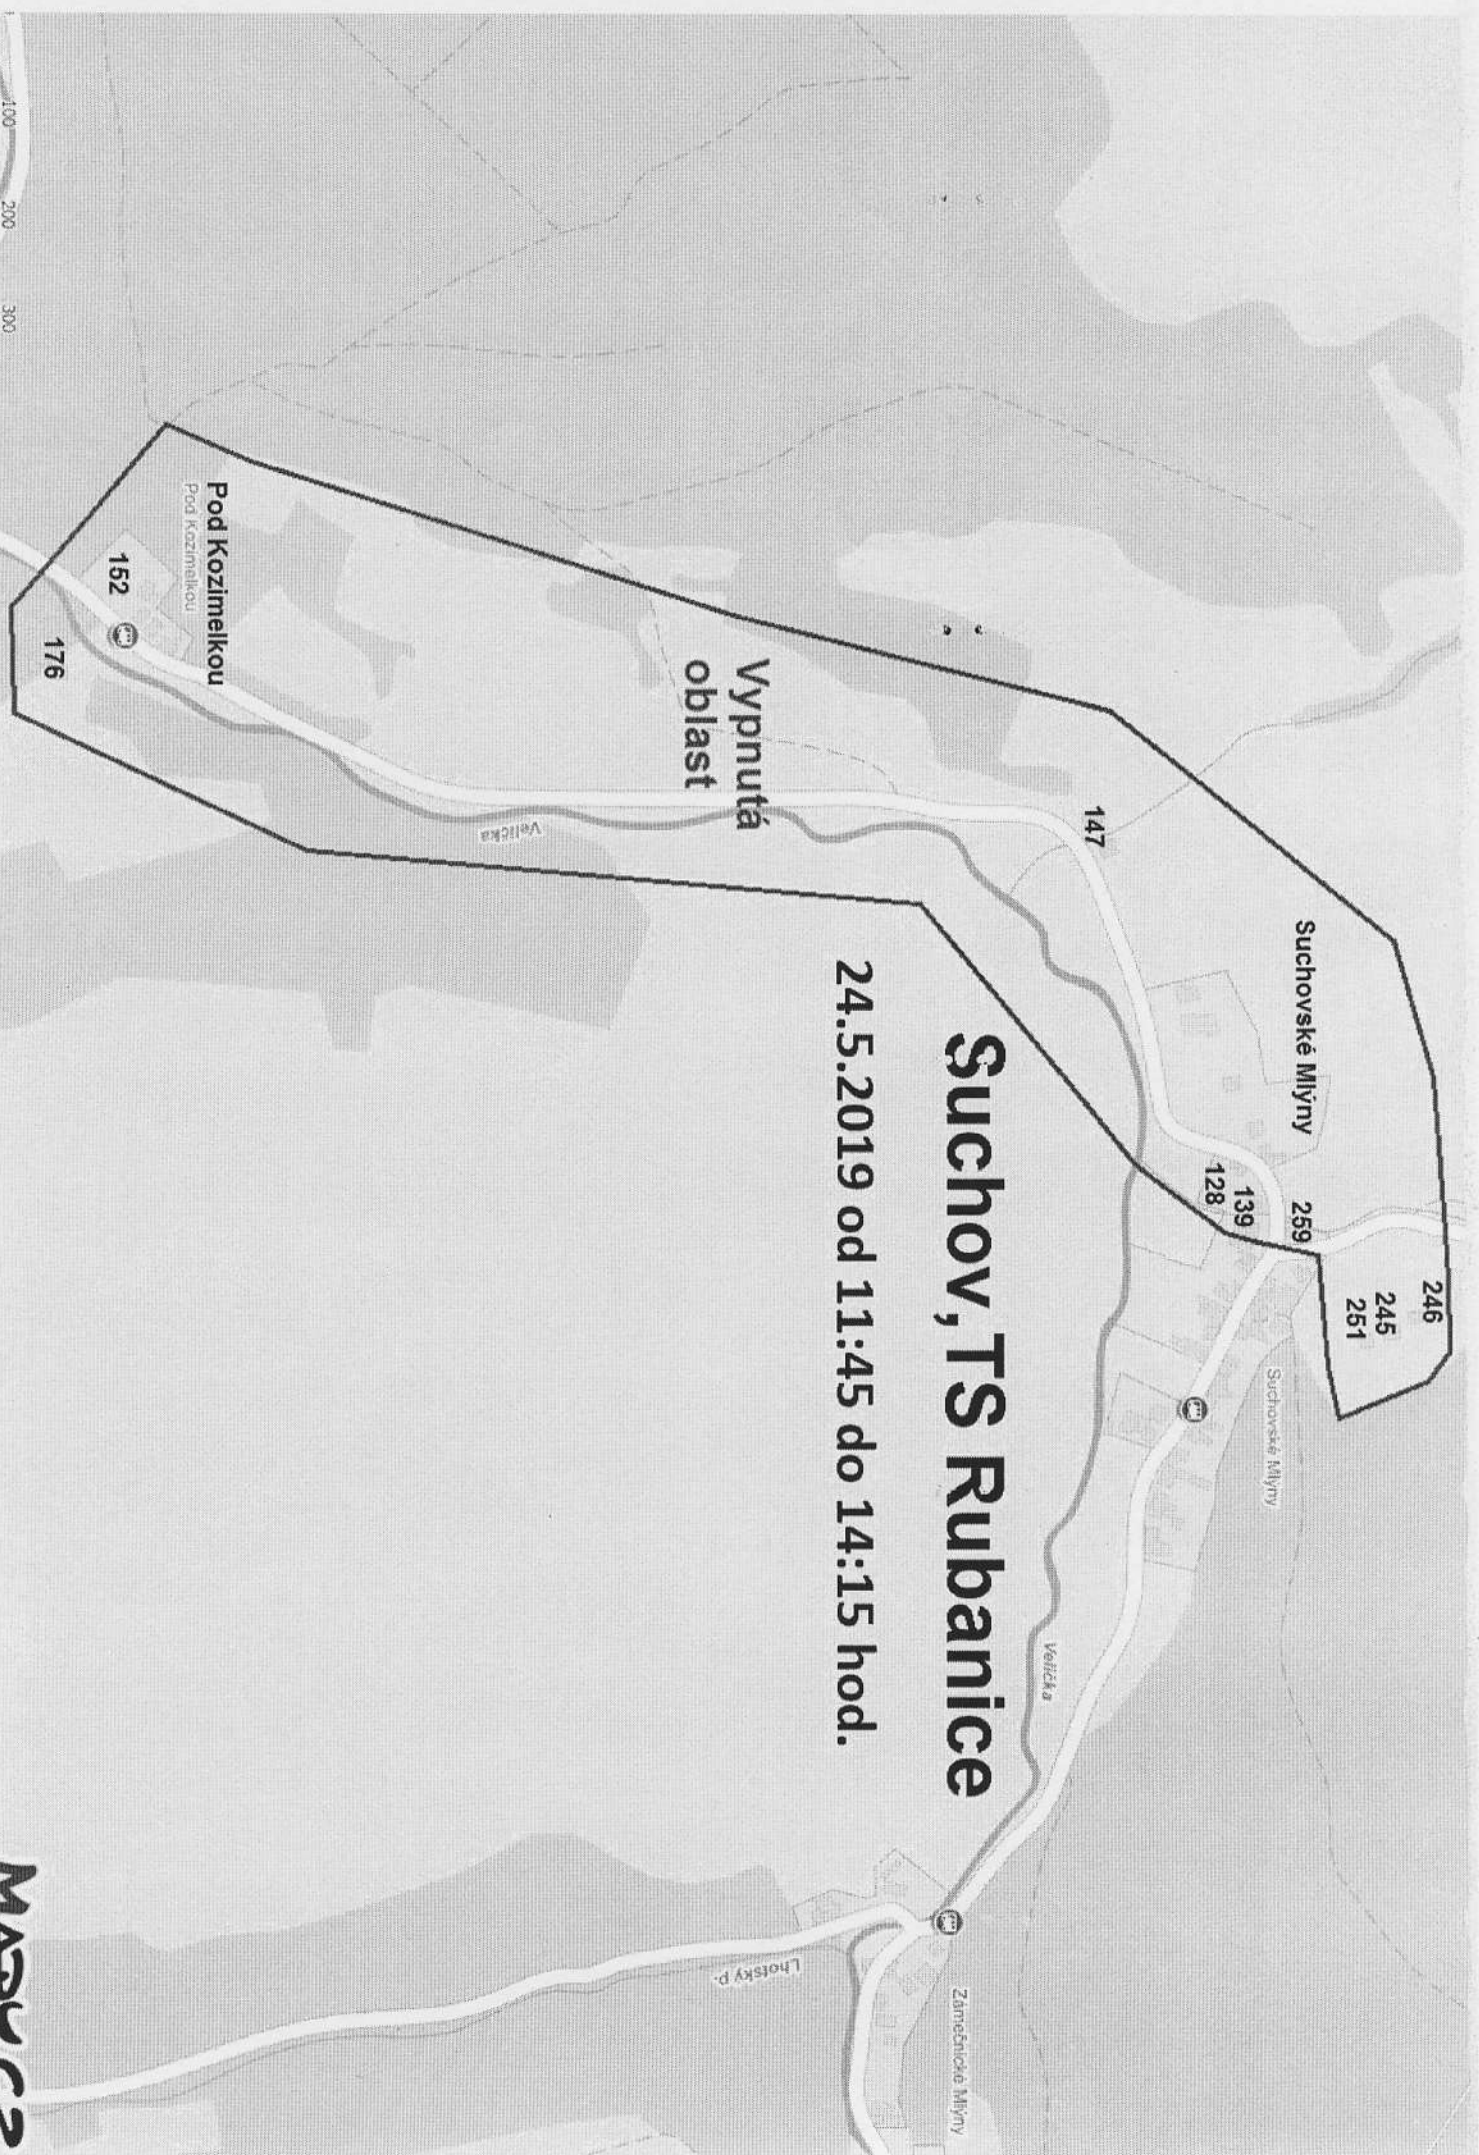 246
245
251
Suchovské Mlýny
259
Suchovské Mlýny
139
128
147
Velička
Suchov,TS Rubanice
24.5.2019 od 11:45 do 14:15 hod.
Zámečnické Mlýny
Lhotský p.
Vypnutá
oblast
Velička
Pod Kozimelkou
Pod Kozimelkou
152
176
100 200 300